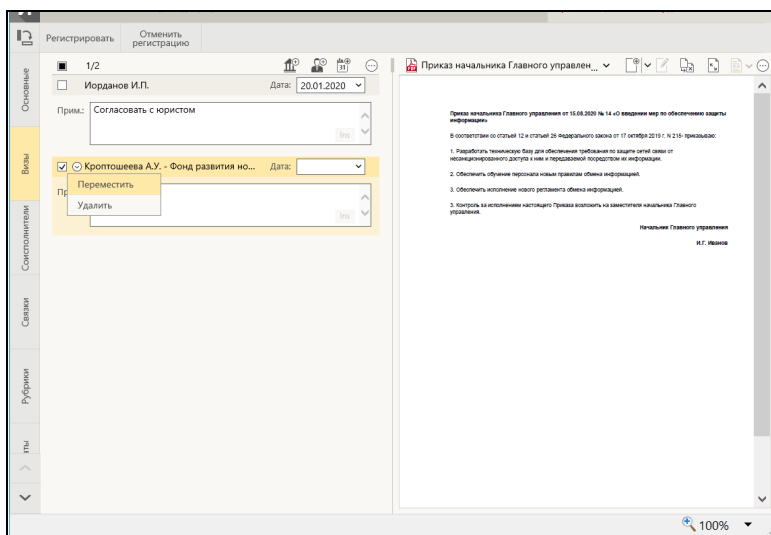 Регистрировать
Отменить
регистрацию
Основные
Визы
Соисполнители
Связки
Рубрики
1/2
31
Иорданов И.П.
Дата: 20.01.2020
Прим.: Согласовать с юристом
Ins
Кроптошеева А.У. - Фонд развития но...
Дата:
Переместить
Удалить
Ins
Приказ начальника Главного управлен...
Приказ начальника Главного управления от 15.08.2020 № 14 «О введении мер по обеспечению защиты
информации»
В соответствии со статьей 12 и статьей 26 Федерального закона от 17 октября 2019 г. N 215- приказываю:
1. Разработать техническую базу для обеспечения требования по защите сетей связи от
несанкционированного доступа к ним и передаваемой посредством их информации.
2. Обеспечить обучение персонала новым правилам обмена информацией.
3. Обеспечить исполнение нового регламента обмена информацией.
3. Контроль за исполнением настоящего Приказа возложить на заместителя начальника Главного
управления.
Начальник Главного управления
И.Г. Иванов
100%